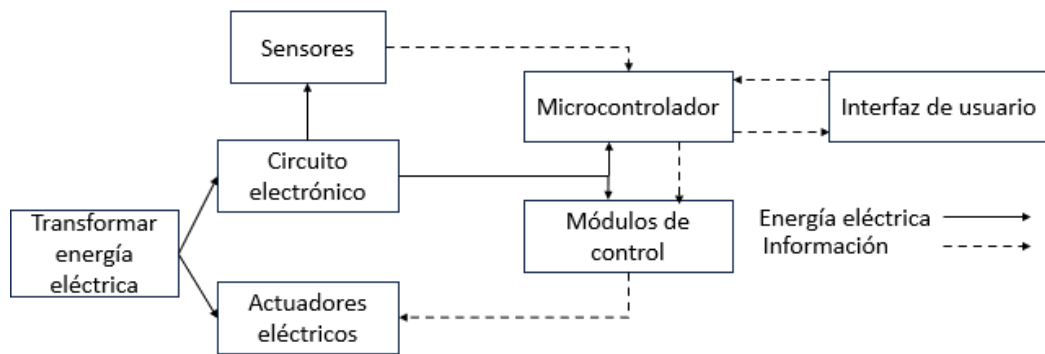 Sensores
Microcontrolador
Interfaz de usuario
Circuito
electrónico
Transformar
energía
eléctrica
Módulos de
control
Energía eléctrica
Información
Actuadores
eléctricos